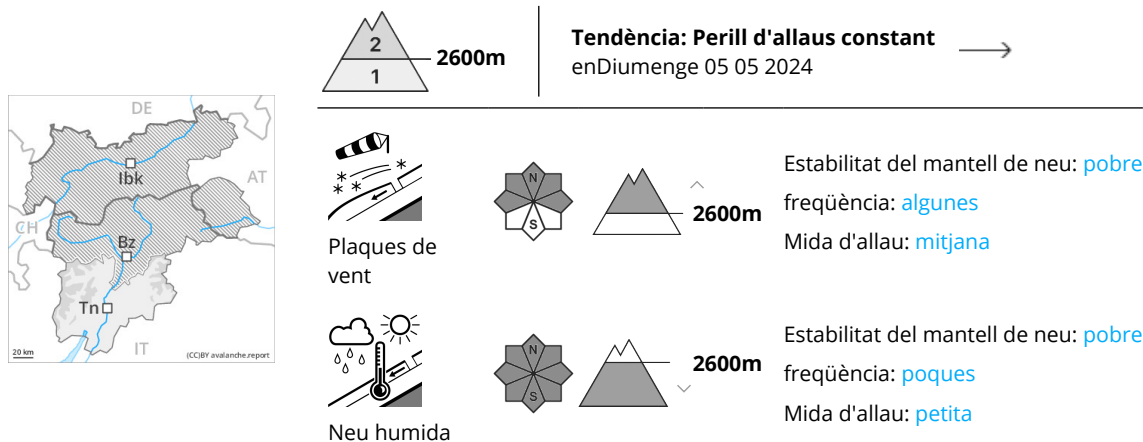 2
1
2600m
Tendència: Perill d'allaus constant
enDiumenge 05 05 2024
DE
Ibk
AT
CH
Bz
Tn
IT
20 km
(CC)BY avalanche.report
Plaques de
vent
N
S
2600m
Estabilitat del mantell de neu: pobre
freqüència: algunes
Mida d'allau: mitjana
Neu humida
N
S
2600m
Estabilitat del mantell de neu: pobre
freqüència: poques
Mida d'allau: petita